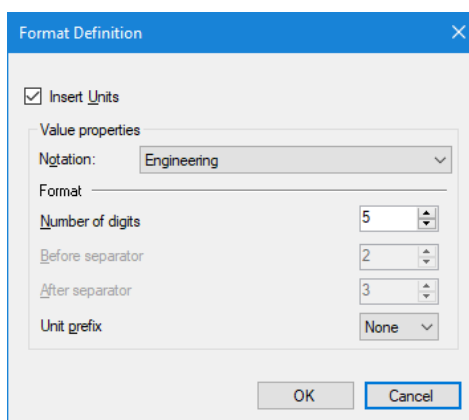 Format Definition
Insert Units
Value properties
Notation: Engineering
Format
Number of digits 5
Before separator 2
After separator 3
Unit prefix None
OK Cancel